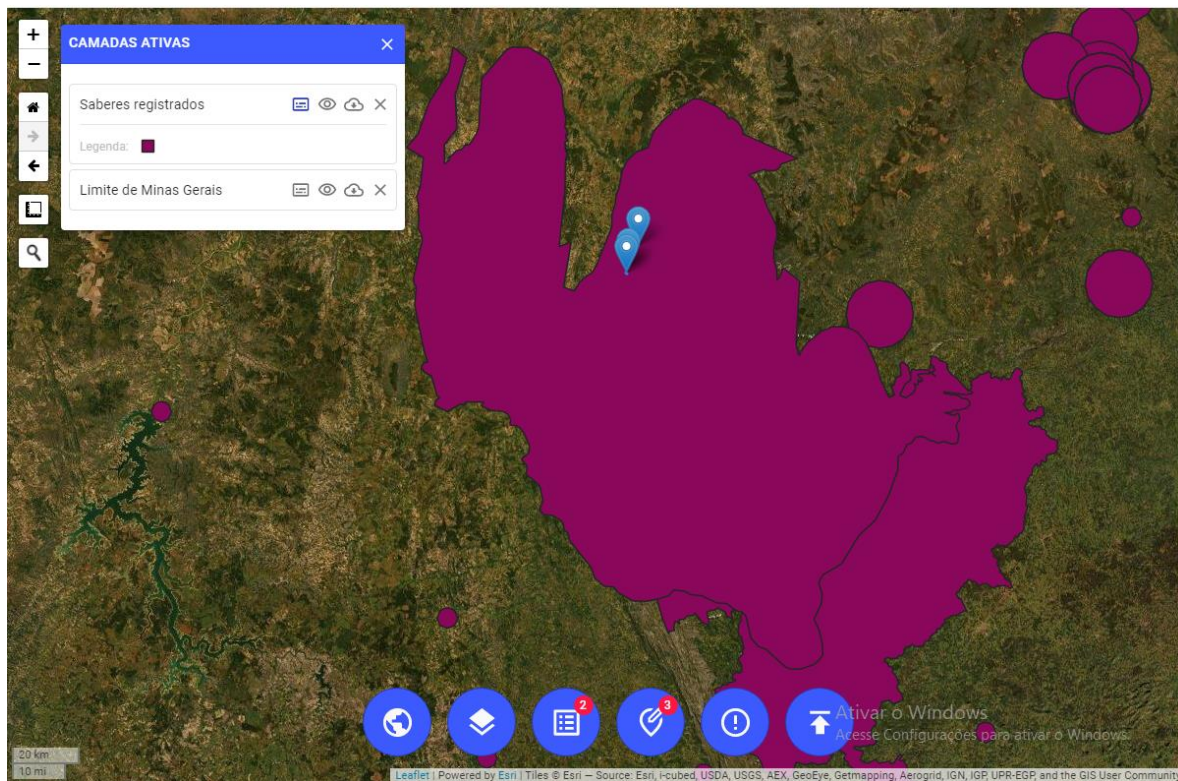 +
CAMADAS ATIVAS ×
−
Saberes registrados
Legenda:
Limite de Minas Gerais
2
3
Ativar o Windows
Acesse Configurações para ativar o Windows.
20 km
10 mi
Leaflet | Powered by Esri | Tiles © Esri — Source: Esri, i-cubed, USDA, USGS, AEX, GeoEye, Getmapping, Aerogrid, IGN, IGP, UPR-EGP, and the GIS User Communit